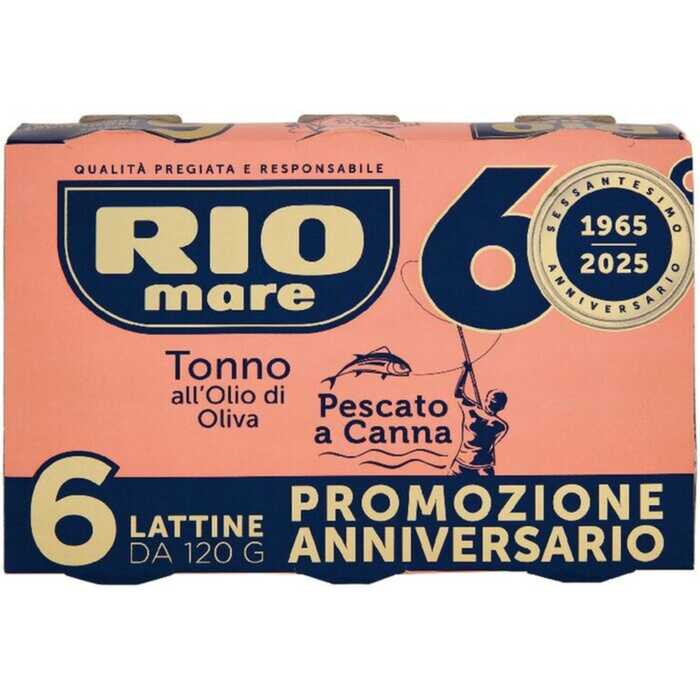 QUALITÀ PREGIATA E RESPONSABILE
RIO
mare
60°
SESSANTESIMO
1965
2025
ANNIVERSARIO
Tonno
all'Olio di
Oliva
Pescato
a Canna
6 LATTINE
DA 120 G
PROMOZIONE
ANNIVERSARIO